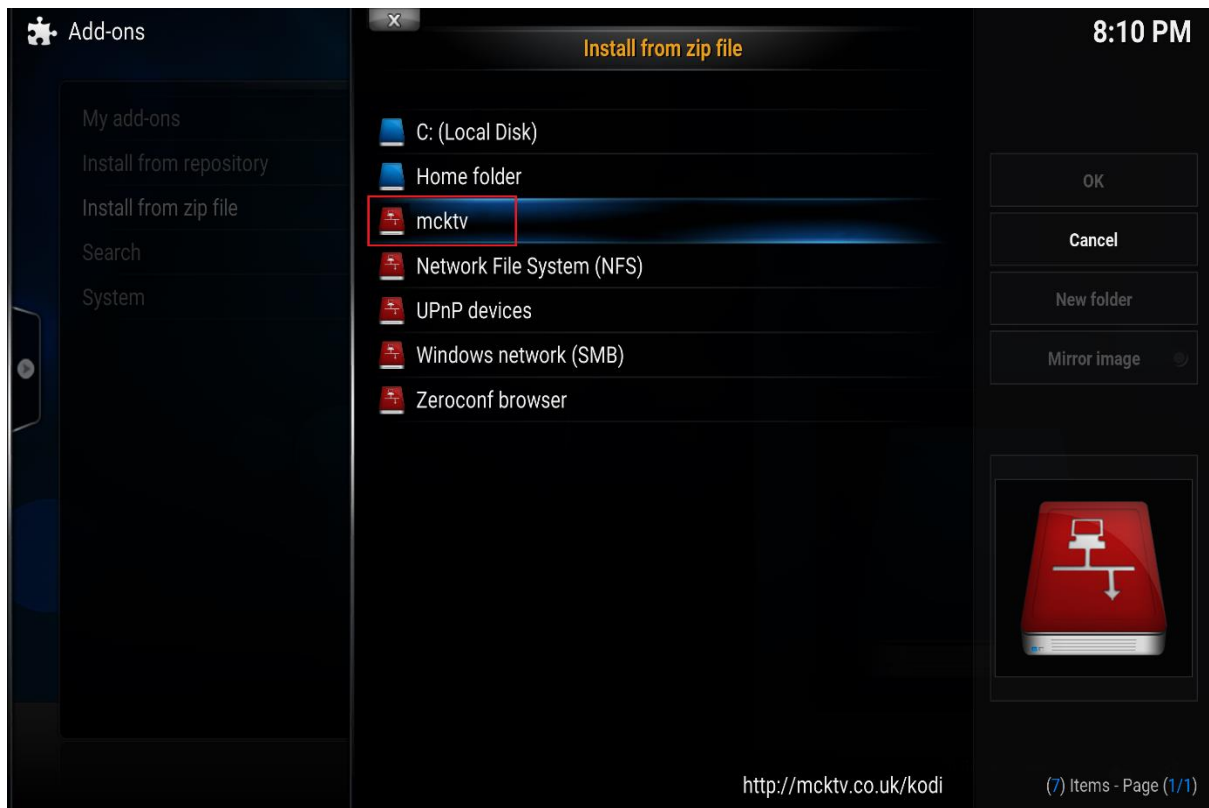 Add-ons
X
Install from zip file
8:10 PM
My add-ons
Install from repository
Install from zip file
Search
System
C: (Local Disk)
Home folder
mcktv
Network File System (NFS)
UPnP devices
Windows network (SMB)
Zeroconf browser
OK
Cancel
New folder
Mirror image
http://mcktv.co.uk/kodi
(7) Items - Page (1/1)